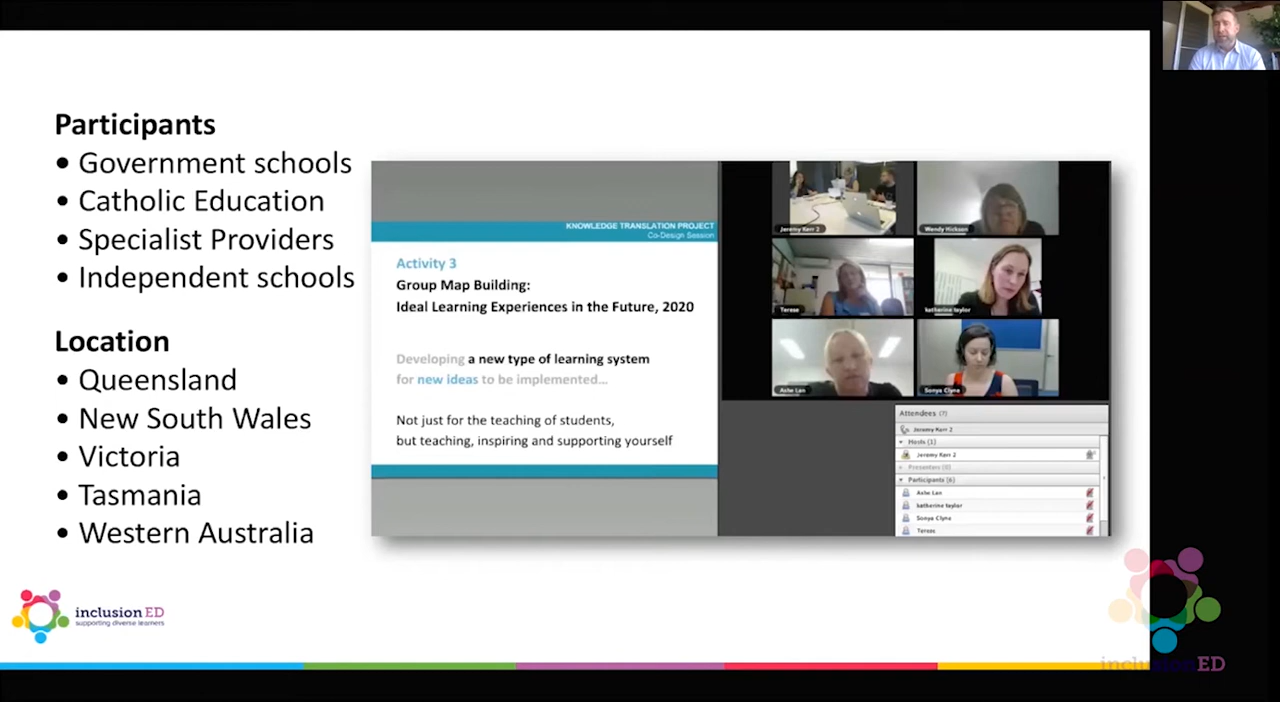 Participants
• Government schools
• Catholic Education
• Specialist Providers
• Independent schools
Location
• Queensland
• New South Wales
• Victoria
• Tasmania
• Western Australia
KNOWLEDGE TRANSLATION PROJECT
Co-Design Session
Activity 3
Group Map Building:
Ideal Learning Experiences in the Future, 2020
Developing a new type of learning system
for new ideas to be implemented...
Not just for the teaching of students,
but teaching, inspiring and supporting yourself
Jeremy Kerr 2
Wendy Hickson
Terese
katherine taylor
Ashe Lan
Sonya Clyne
Attendees (7)
Jeremy Kerr 2
Hosts (1)
Jeremy Kerr 2
Presenters (0)
Participants (6)
Ashe Lan
katherine taylor
Sonya Clyne
Terese
inclusionED
supporting diverse learners
inclusionED